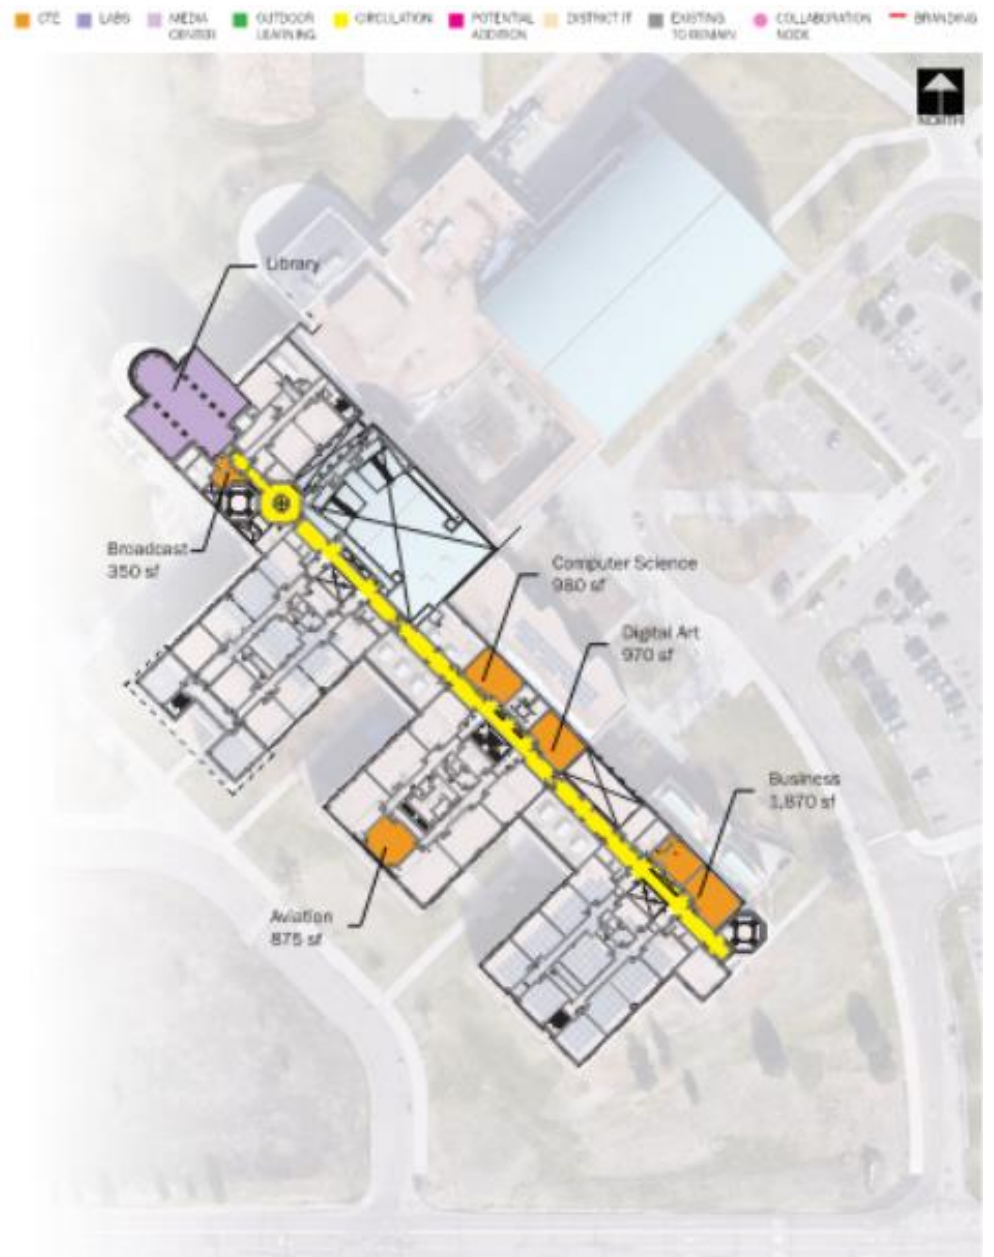 CTE
LABS
MEDIA
CENTER
OUTDOOR
LEARNING
CIRCULATION
POTENTIAL
ADDITION
DISTRICT IT
EXISTING
TO REMAIN
COLLABORATION
NODE
BRANDING
NORTH
Library
Broadcast
350 sf
Computer Science
980 sf
Digital Art
970 sf
Business
1,870 sf
Aviation
875 sf